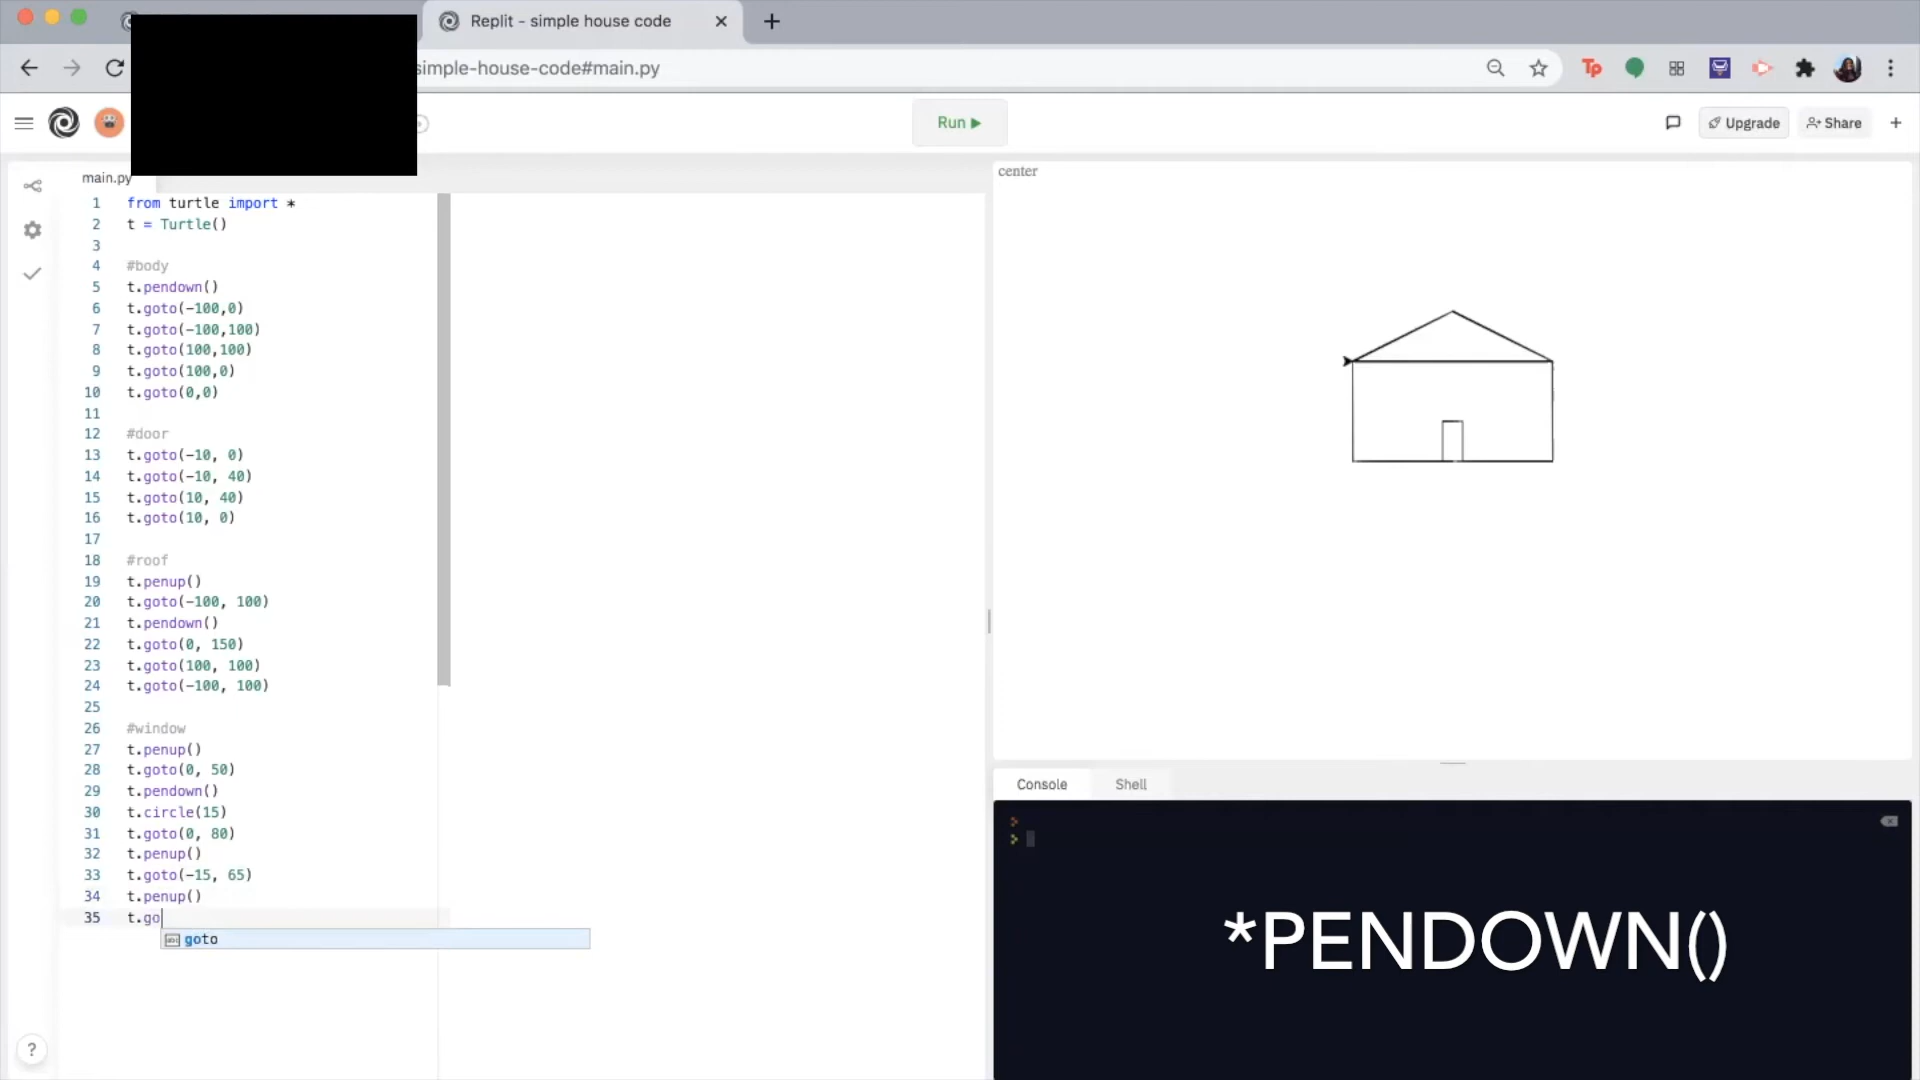 Replit - simple house code
simple-house-code#main.py
Tp
Run
Upgrade
Share
main.py
center
1 from turtle import *
2 t = Turtle()
3
4 #body
5 t.pendown()
6 t.goto(-100,0)
7 t.goto(-100,100)
8 t.goto(100,100)
9 t.goto(100,0)
10 t.goto(0,0)
11
12 #door
13 t.goto(-10, 0)
14 t.goto(-10, 40)
15 t.goto(10, 40)
16 t.goto(10, 0)
17
18 #roof
19 t.penup()
20 t.goto(-100, 100)
21 t.pendown()
22 t.goto(0, 150)
23 t.goto(100, 100)
24 t.goto(-100, 100)
25
26 #window
27 t.penup()
28 t.goto(0, 50)
29 t.pendown()
30 t.circle(15)
31 t.goto(0, 80)
32 t.penup()
33 t.goto(-15, 65)
34 t.penup()
35 t.go
abc goto
Console
Shell
>
>
*PENDOWN()
?